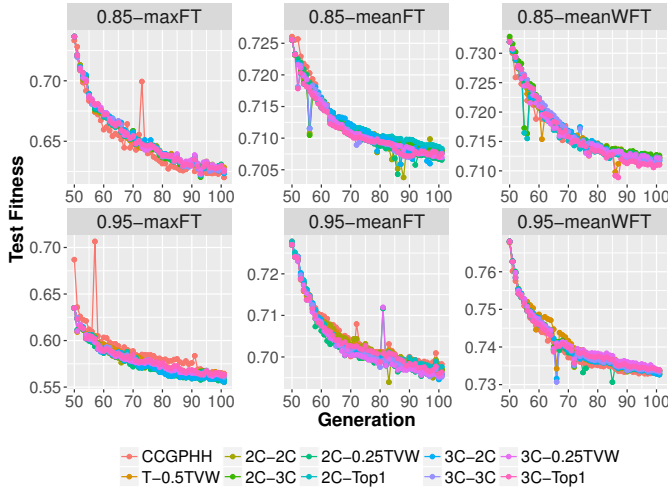 0.85−maxFT 0.85−meanFT 0.85−meanWFT
0.70
0.65
0.725
0.720
0.715
0.710
0.705
0.730
0.725
0.720
0.715
0.710
50 60 70 80 90 100 50 60 70 80 90 100 50 60 70 80 90 100
Test Fitness
0.95−maxFT 0.95−meanFT 0.95−meanWFT
0.70
0.65
0.60
0.55
0.72
0.71
0.70
0.76
0.75
0.74
0.73
50 60 70 80 90 100 50 60 70 80 90 100 50 60 70 80 90 100
Generation
CCGPHH 2C−2C 2C−0.25TVW 3C−2C 3C−0.25TVW
T−0.5TVW 2C−3C 2C−Top1 3C−3C 3C−Top1